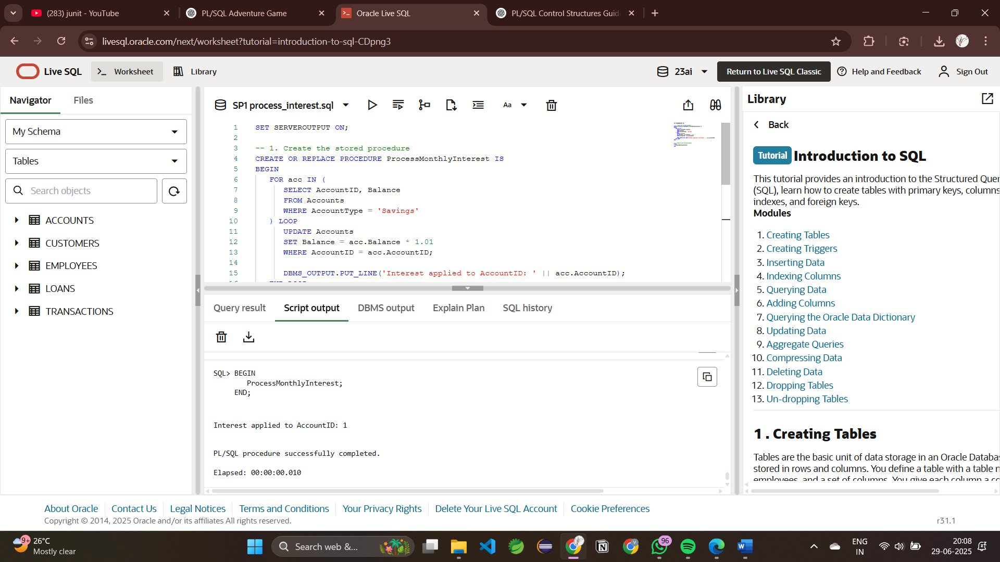 (283) junit - YouTube
PL/SQL Adventure Game
Oracle Live SQL
PL/SQL Control Structures Guid
livesql.oracle.com/next/worksheet?tutorial=introduction-to-sql-CDpng3
Live SQL
Worksheet
Library
23ai
Return to Live SQL Classic
Help and Feedback
Sign Out
Navigator
Files
My Schema
Tables
Search objects
ACCOUNTS
CUSTOMERS
EMPLOYEES
LOANS
TRANSACTIONS
SP1 process_interest.sql
Aa
1 SET SERVEROUTPUT ON;
2
3 -- 1. Create the stored procedure
4 CREATE OR REPLACE PROCEDURE ProcessMonthlyInterest IS
5 BEGIN
6 FOR acc IN (
7 SELECT AccountID, Balance
8 FROM Accounts
9 WHERE AccountType = 'Savings'
10 ) LOOP
11 UPDATE Accounts
12 SET Balance = acc.Balance * 1.01
13 WHERE AccountID = acc.AccountID;
14
15 DBMS_OUTPUT.PUT_LINE('Interest applied to AccountID: ' || acc.AccountID);
Query result
Script output
DBMS output
Explain Plan
SQL history
SQL> BEGIN
ProcessMonthlyInterest;
END;
Interest applied to AccountID: 1
PL/SQL procedure successfully completed.
Elapsed: 00:00:00.010
Library
Back
Tutorial Introduction to SQL
This tutorial provides an introduction to the Structured Quer
(SQL), learn how to create tables with primary keys, columns
indexes, and foreign keys.
Modules
1. Creating Tables
2. Creating Triggers
3. Inserting Data
4. Indexing Columns
5. Querying Data
6. Adding Columns
7. Querying the Oracle Data Dictionary
8. Updating Data
9. Aggregate Queries
10. Compressing Data
11. Deleting Data
12. Dropping Tables
13. Un-dropping Tables
1 . Creating Tables
Tables are the basic unit of data storage in an Oracle Databa
stored in rows and columns. You define a table with a table n
employees, and a set of columns. You give each column a co
About Oracle
Contact Us
Legal Notices
Terms and Conditions
Your Privacy Rights
Delete Your Live SQL Account
Cookie Preferences
Copyright © 2014, 2025 Oracle and/or its affiliates All rights reserved.
r31.1
9+
26°C
Mostly clear
Search web &...
96
ENG
IN
20:08
29-06-2025